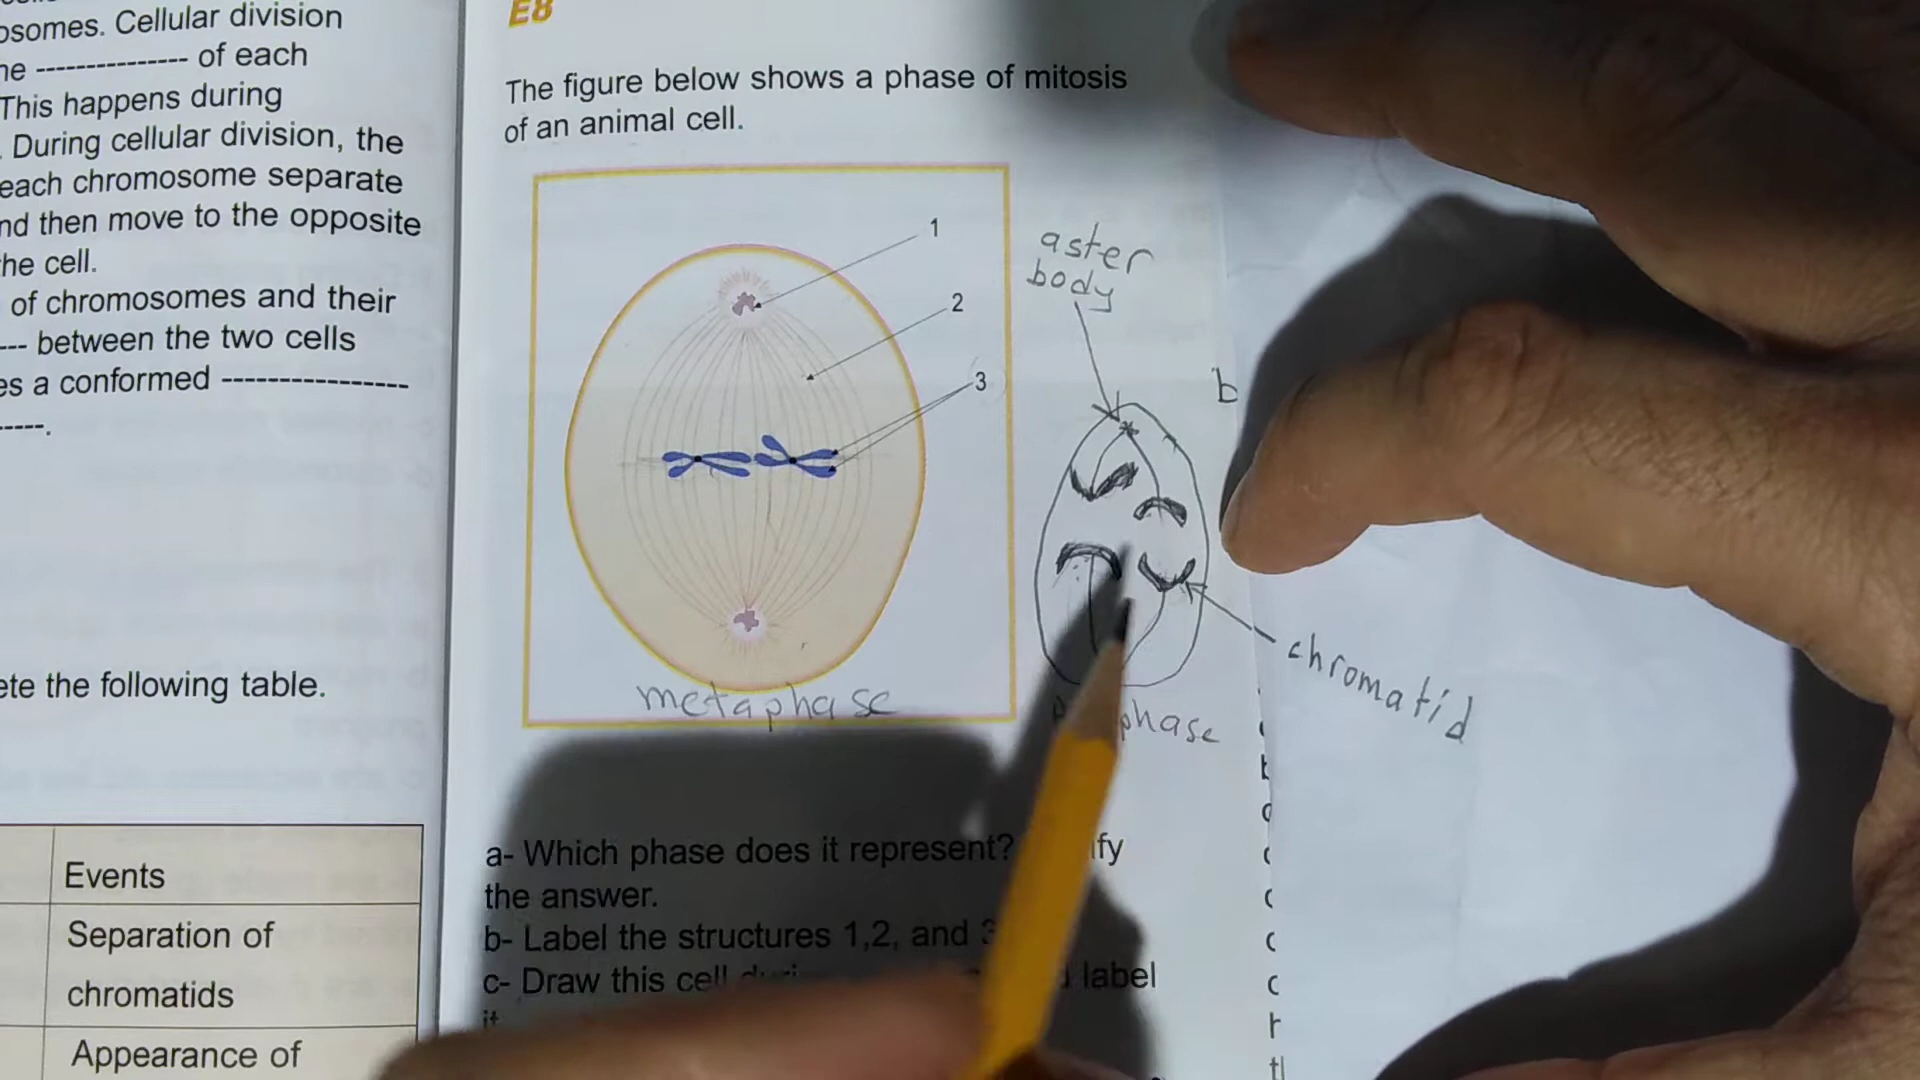 osomes. Cellular division
ne --------------- of each
This happens during
. During cellular division, the
each chromosome separate
nd then move to the opposite
he cell.
of chromosomes and their
--- between the two cells
es a conformed ----------------
-----.
ete the following table.
Events
Separation of
chromatids
Appearance of
E8
The figure below shows a phase of mitosis
of an animal cell.
1
2
3
metaphase
aster
body
b
chromatid
phase
a- Which phase does it represent? ify
the answer.
b- Label the structures 1,2, and 3
c- Draw this cell label
it